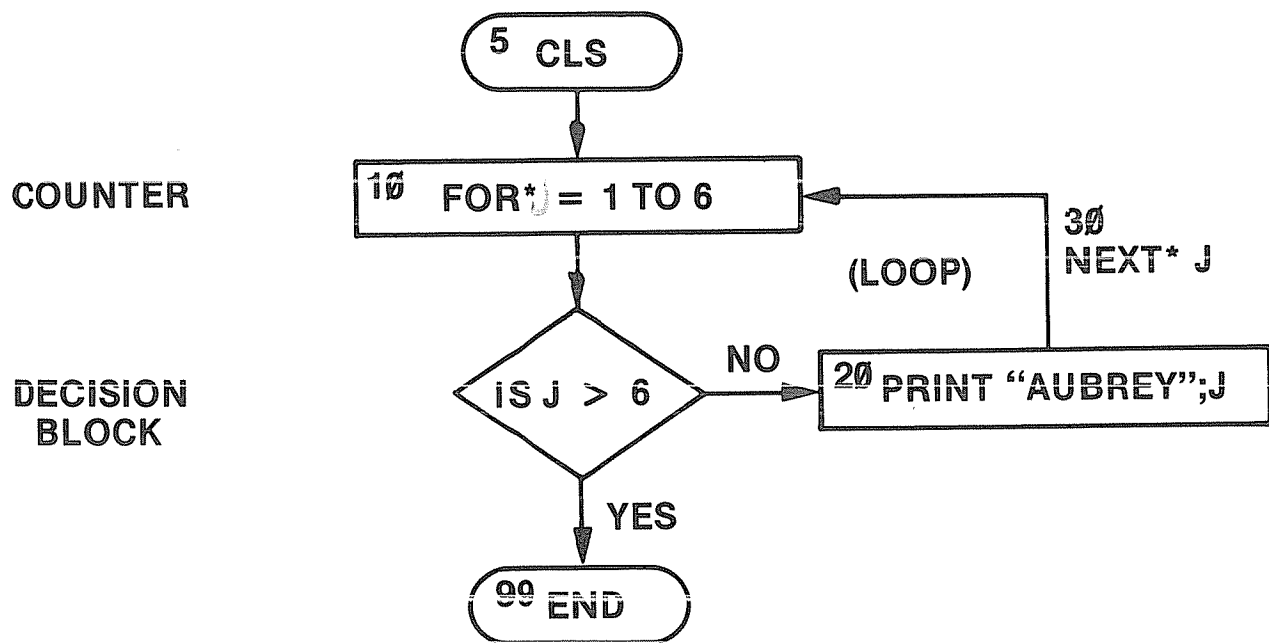 5 CLS
COUNTER
1Ø FOR* J = 1 TO 6
3Ø
NEXT* J
(LOOP)
DECISION
BLOCK
IS J > 6
NO
2Ø PRINT “AUBREY”;J
YES
99 END